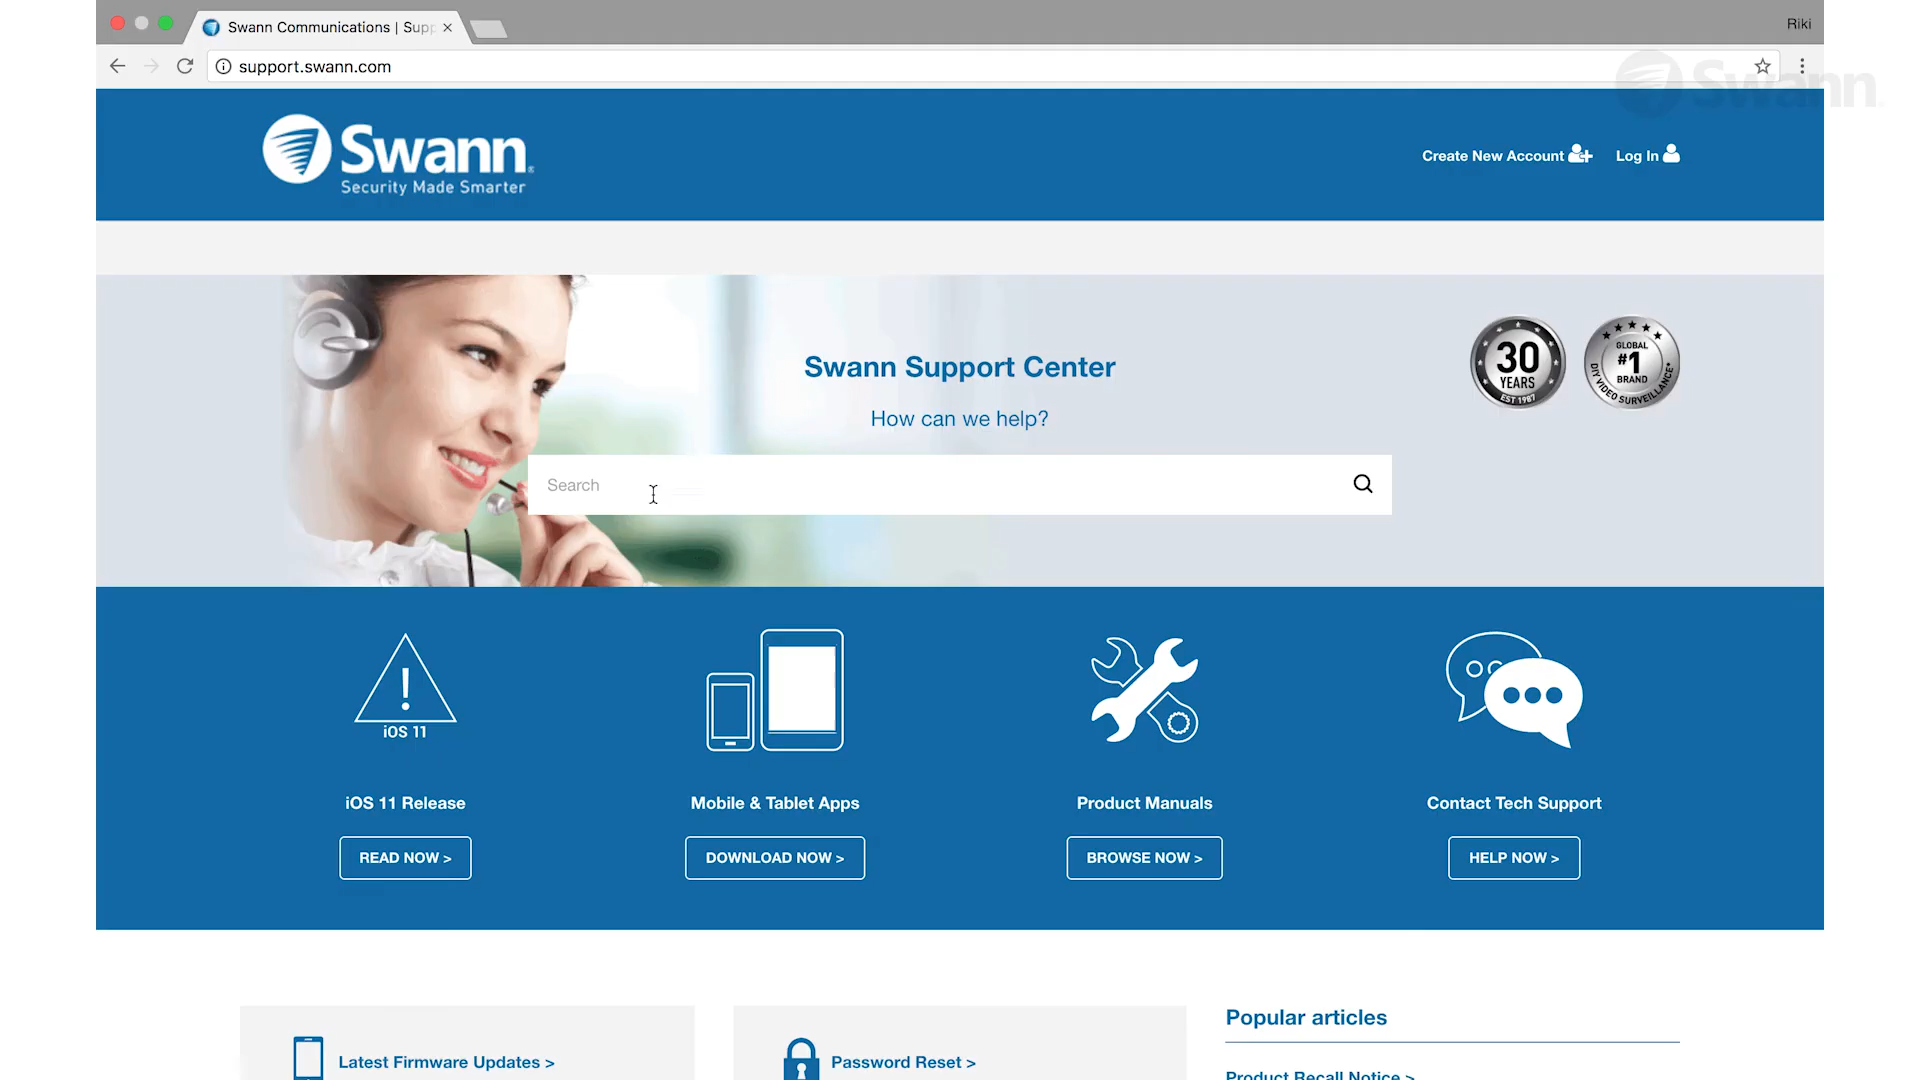 Swann Communications | Supp
Riki
support.swann.com
Swann
Swann
Security Made Smarter
Create New Account
Log In
30
YEARS
EST 1987
GLOBAL
#1
BRAND
DIY VIDEO SURVEILLANCE*
Swann Support Center
How can we help?
Search
iOS 11
iOS 11 Release
Mobile & Tablet Apps
Product Manuals
Contact Tech Support
READ NOW >
DOWNLOAD NOW >
BROWSE NOW >
HELP NOW >
Popular articles
Latest Firmware Updates >
Password Reset >
Product Recall Notice >